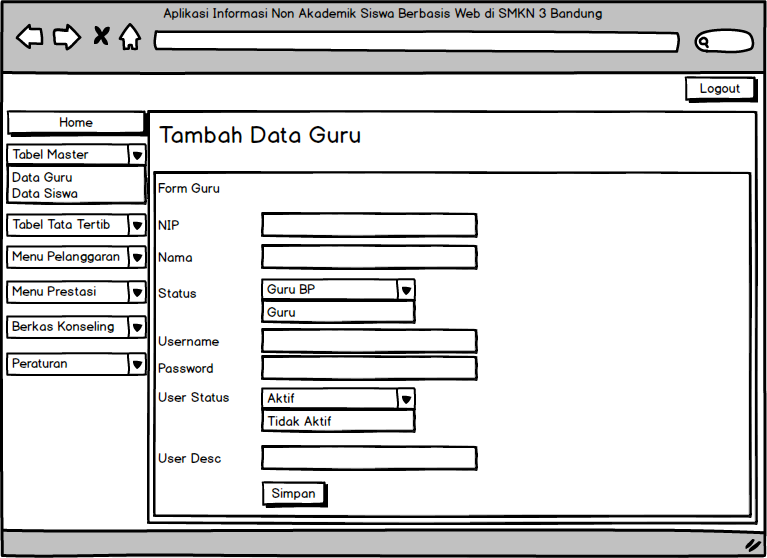 Aplikasi Informasi Non Akademik Siswa Berbasis Web di SMKN 3 Bandung
Logout
Home
Tabel Master
Data Guru
Data Siswa
Tabel Tata Tertib
Menu Pelanggaran
Menu Prestasi
Berkas Konseling
Peraturan
Tambah Data Guru
Form Guru
NIP
Nama
Status
Guru BP
Guru
Username
Password
User Status
Aktif
Tidak Aktif
User Desc
Simpan